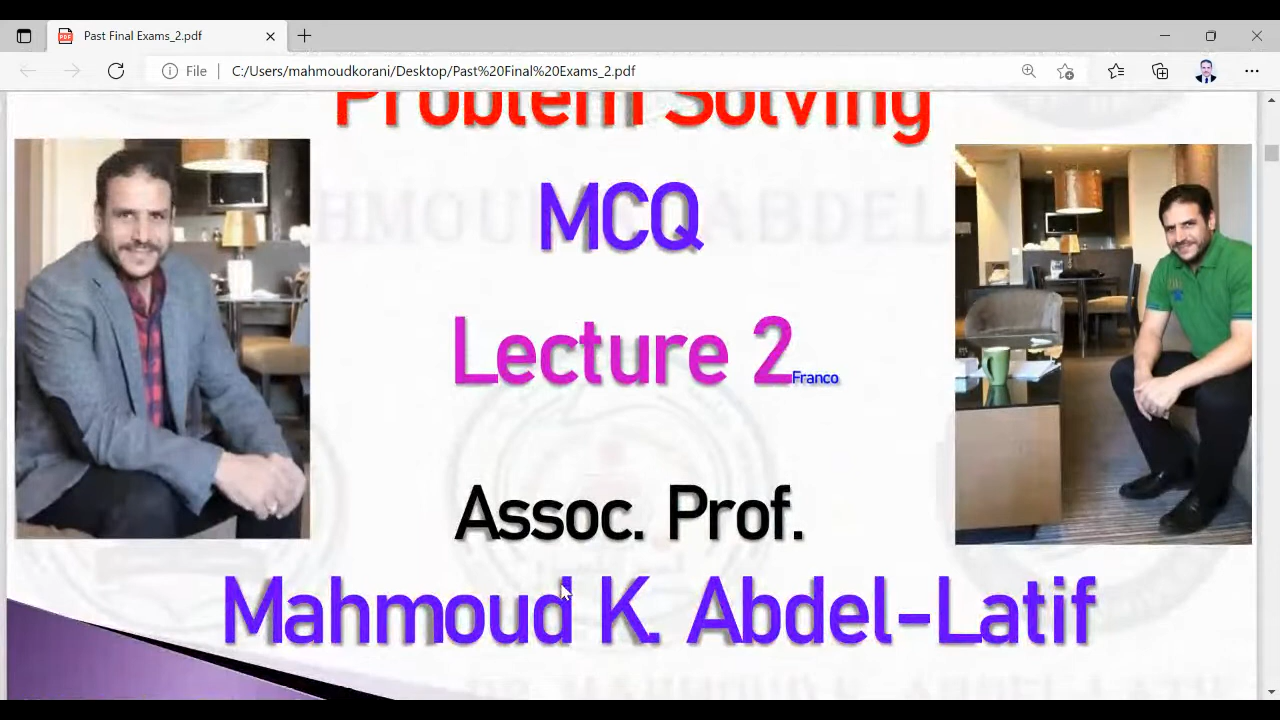 Past Final Exams_2.pdf
File
C:/Users/mahmoudkorani/Desktop/Past%20Final%20Exams_2.pdf
Problem Solving
MCQ
Lecture 2
Franco
Assoc. Prof.
Mahmoud K. Abdel-Latif